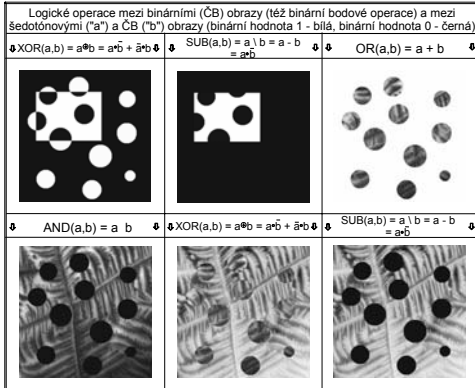 Logické operace mezi binárními (ČB) obrazy (též binární bodové operace) a mezi
šedotónovými ("a") a ČB ("b") obrazy (binární hodnota 1 - bílá, binární hodnota 0 - černá)
⇩ XOR(a,b) = a⊕b = a•b̄ + ā•b ⇩
⇩ SUB(a,b) = a \ b = a - b ⇩
= a•b̄
⇩ OR(a,b) = a + b ⇩
⇩ AND(a,b) = a b ⇩
⇩ XOR(a,b) = a⊕b = a•b̄ + ā•b ⇩
⇩ SUB(a,b) = a \ b = a - b ⇩
= a•b̄